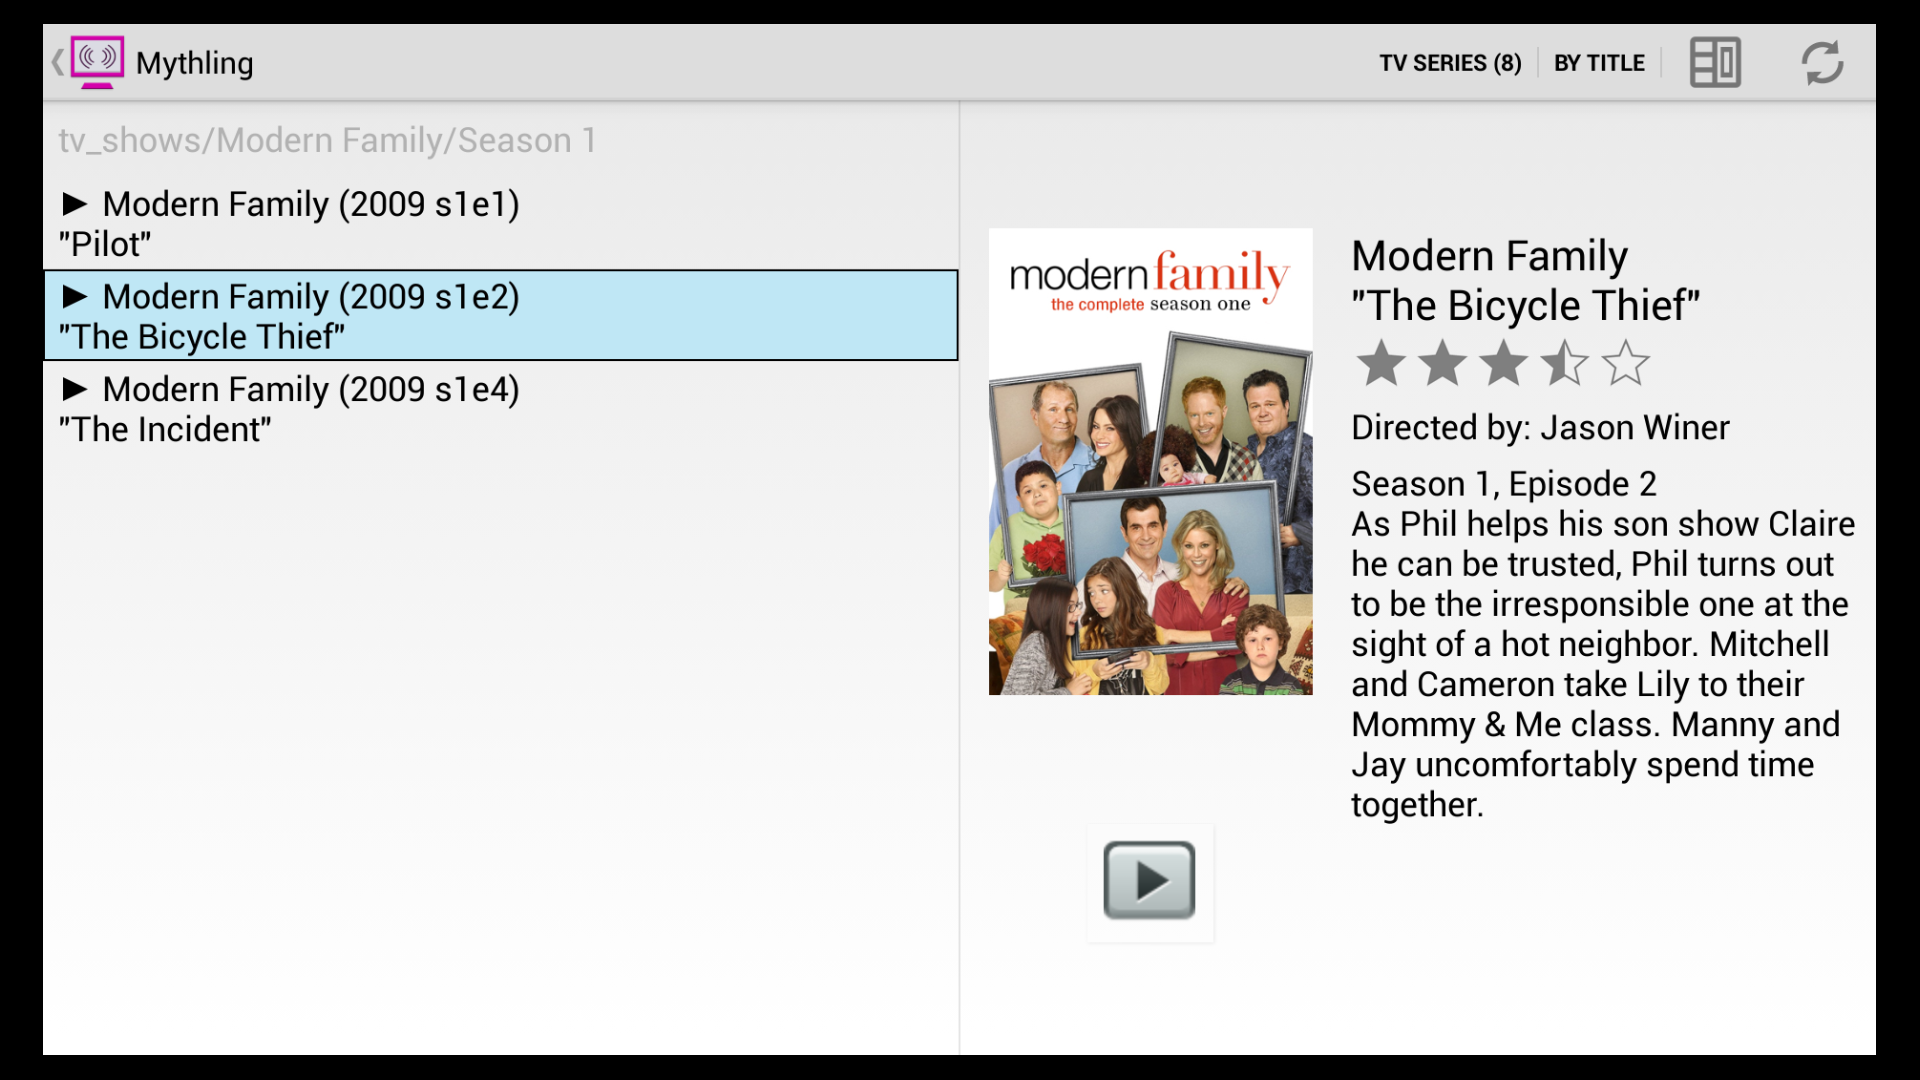 Mythling
TV SERIES (8)
BY TITLE
tv_shows/Modern Family/Season 1
► Modern Family (2009 s1e1)
"Pilot"
► Modern Family (2009 s1e2)
"The Bicycle Thief"
► Modern Family (2009 s1e4)
"The Incident"
modern family
the complete season one
Modern Family
"The Bicycle Thief"
Directed by: Jason Winer
Season 1, Episode 2
As Phil helps his son show Claire
he can be trusted, Phil turns out
to be the irresponsible one at the
sight of a hot neighbor. Mitchell
and Cameron take Lily to their
Mommy & Me class. Manny and
Jay uncomfortably spend time
together.